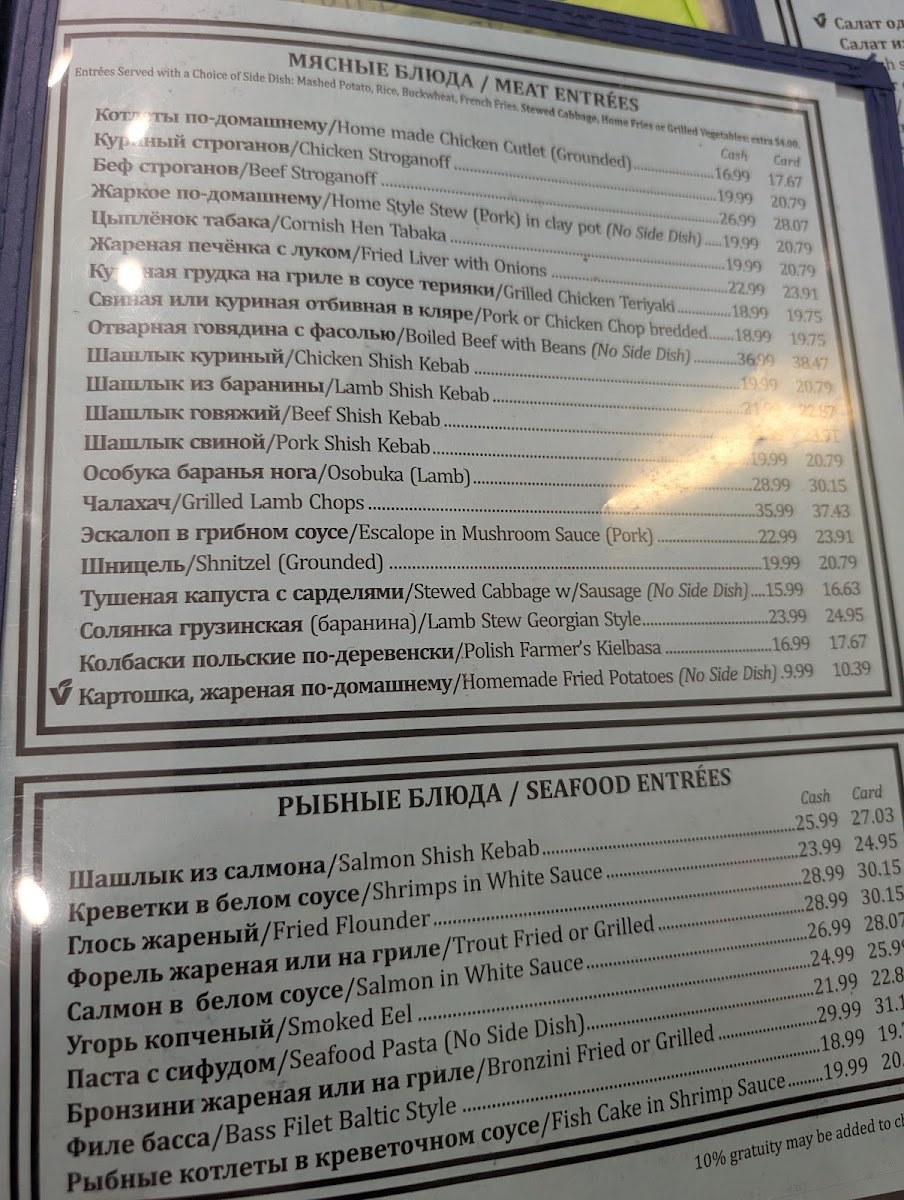 Салат од
Салат и
МЯСНЫЕ БЛЮДА / MEAT ENTRÉES
Entrées Served with a Choice of Side Dish: Mashed Potato, Rice, Buckwheat, French Fries, Stewed Cabbage, Home Fries or Grilled Vegetables: extra $4.00.
Cash Card
Котлеты по-домашнему/Home made Chicken Cutlet (Grounded)..........16.99 17.67
Куриный строганов/Chicken Stroganoff ..........19.99 20.79
Беф строганов/Beef Stroganoff ..........26.99 28.07
Жаркое по-домашнему/Home Style Stew (Pork) in clay pot (No Side Dish).....19.99 20.79
Цыплёнок табака/Cornish Hen Tabaka ..........19.99 20.79
Жареная печёнка с луком/Fried Liver with Onions ..........22.99 23.91
Куриная грудка на гриле в соусе терияки/Grilled Chicken Teriyaki..........18.99 19.75
Свиная или куриная отбивная в кляре/Pork or Chicken Chop bredded.......18.99 19.75
Отварная говядина с фасолью/Boiled Beef with Beans (No Side Dish) ..........36.99 38.47
Шашлык куриный/Chicken Shish Kebab ..........19.99 20.79
Шашлык из баранины/Lamb Shish Kebab ..........21.99 22.87
Шашлык говяжий/Beef Shish Kebab ..........
Шашлык свиной/Pork Shish Kebab..........19.99 20.79
Особука баранья нога/Osobuka (Lamb)..........28.99 30.15
Чалахач/Grilled Lamb Chops ..........35.99 37.43
Эскалоп в грибном соусе/Escalope in Mushroom Sauce (Pork) ..........22.99 23.91
Шницель/Shnitzel (Grounded) ..........19.99 20.79
Тушеная капуста с сарделями/Stewed Cabbage w/Sausage (No Side Dish)....15.99 16.63
Солянка грузинская (баранина)/Lamb Stew Georgian Style..........23.99 24.95
Колбаски польские по-деревенски/Polish Farmer's Kielbasa ..........16.99 17.67
Картошка, жареная по-домашнему/Homemade Fried Potatoes (No Side Dish).9.99 10.39
РЫБНЫЕ БЛЮДА / SEAFOOD ENTRÉES
Cash Card
Шашлык из салмона/Salmon Shish Kebab..........25.99 27.03
Креветки в белом соусе/Shrimps in White Sauce ..........23.99 24.95
Глось жареный/Fried Flounder..........28.99 30.15
Форель жареная или на гриле/Trout Fried or Grilled..........28.99 30.15
Салмон в белом соусе/Salmon in White Sauce..........26.99 28.07
Угорь копченый/Smoked Eel ..........24.99 25.9
Паста с сифудом/Seafood Pasta (No Side Dish)..........21.99 22.8
Бронзини жареная или на гриле/Bronzini Fried or Grilled ..........29.99 31.1
Филе басса/Bass Filet Baltic Style ..........18.99 19.
Рыбные котлеты в креветочном соусе/Fish Cake in Shrimp Sauce........19.99 20.
10% gratuity may be added to ch